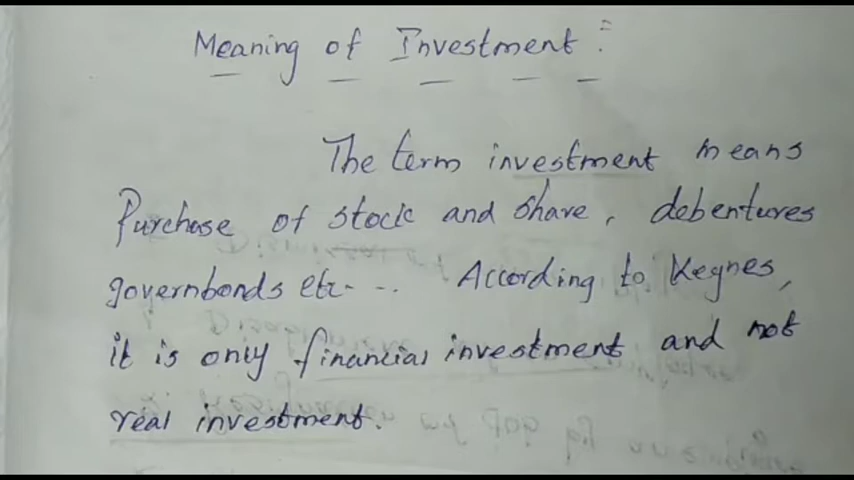 Meaning of Investment :-
The term investment means
Purchase of stock and share, debentures
governbonds etc- ... According to Keynes,
it is only financial investment and not
real investment.